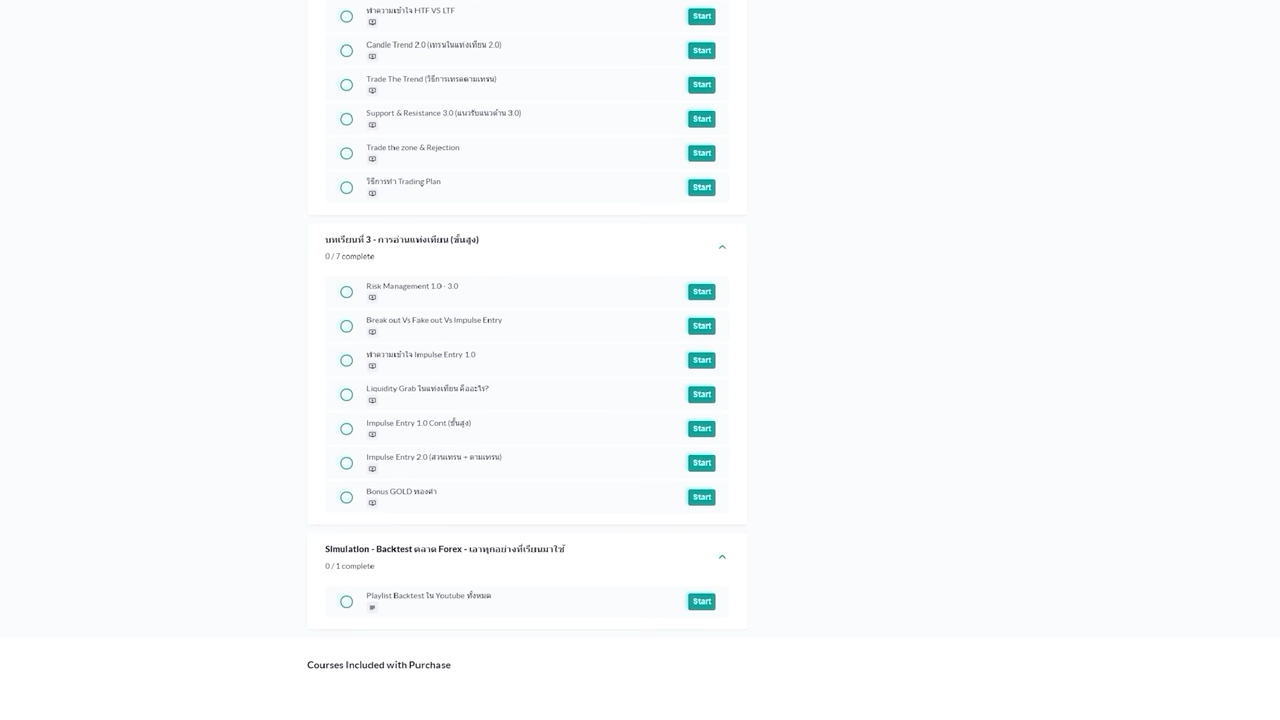 ทำความเข้าใจ HTF VS LTF
Start
Candle Trend 2.0 (เทรนในแท่งเทียน 2.0)
Start
Trade The Trend (วิธีการเทรดตามเทรน)
Start
Support & Resistance 3.0 (แนวรับแนวต้าน 3.0)
Start
Trade the zone & Rejection
Start
วิธีการทำ Trading Plan
Start
บทเรียนที่ 3 - การอ่านแท่งเทียน (ขั้นสูง)
0 / 7 complete
Risk Management 1.0 - 3.0
Start
Break out Vs Fake out Vs Impulse Entry
Start
ทำความเข้าใจ Impulse Entry 1.0
Start
Liquidity Grab ในแท่งเทียน คืออะไร?
Start
Impulse Entry 1.0 Cont (ขั้นสูง)
Start
Impulse Entry 2.0 (สวนเทรน + ตามเทรน)
Start
Bonus GOLD ทองคำ
Start
Simulation - Backtest ตลาด Forex - เอาทุกอย่างที่เรียนมาใช้
0 / 1 complete
Playlist Backtest ใน Youtube ทั้งหมด
Start
Courses Included with Purchase